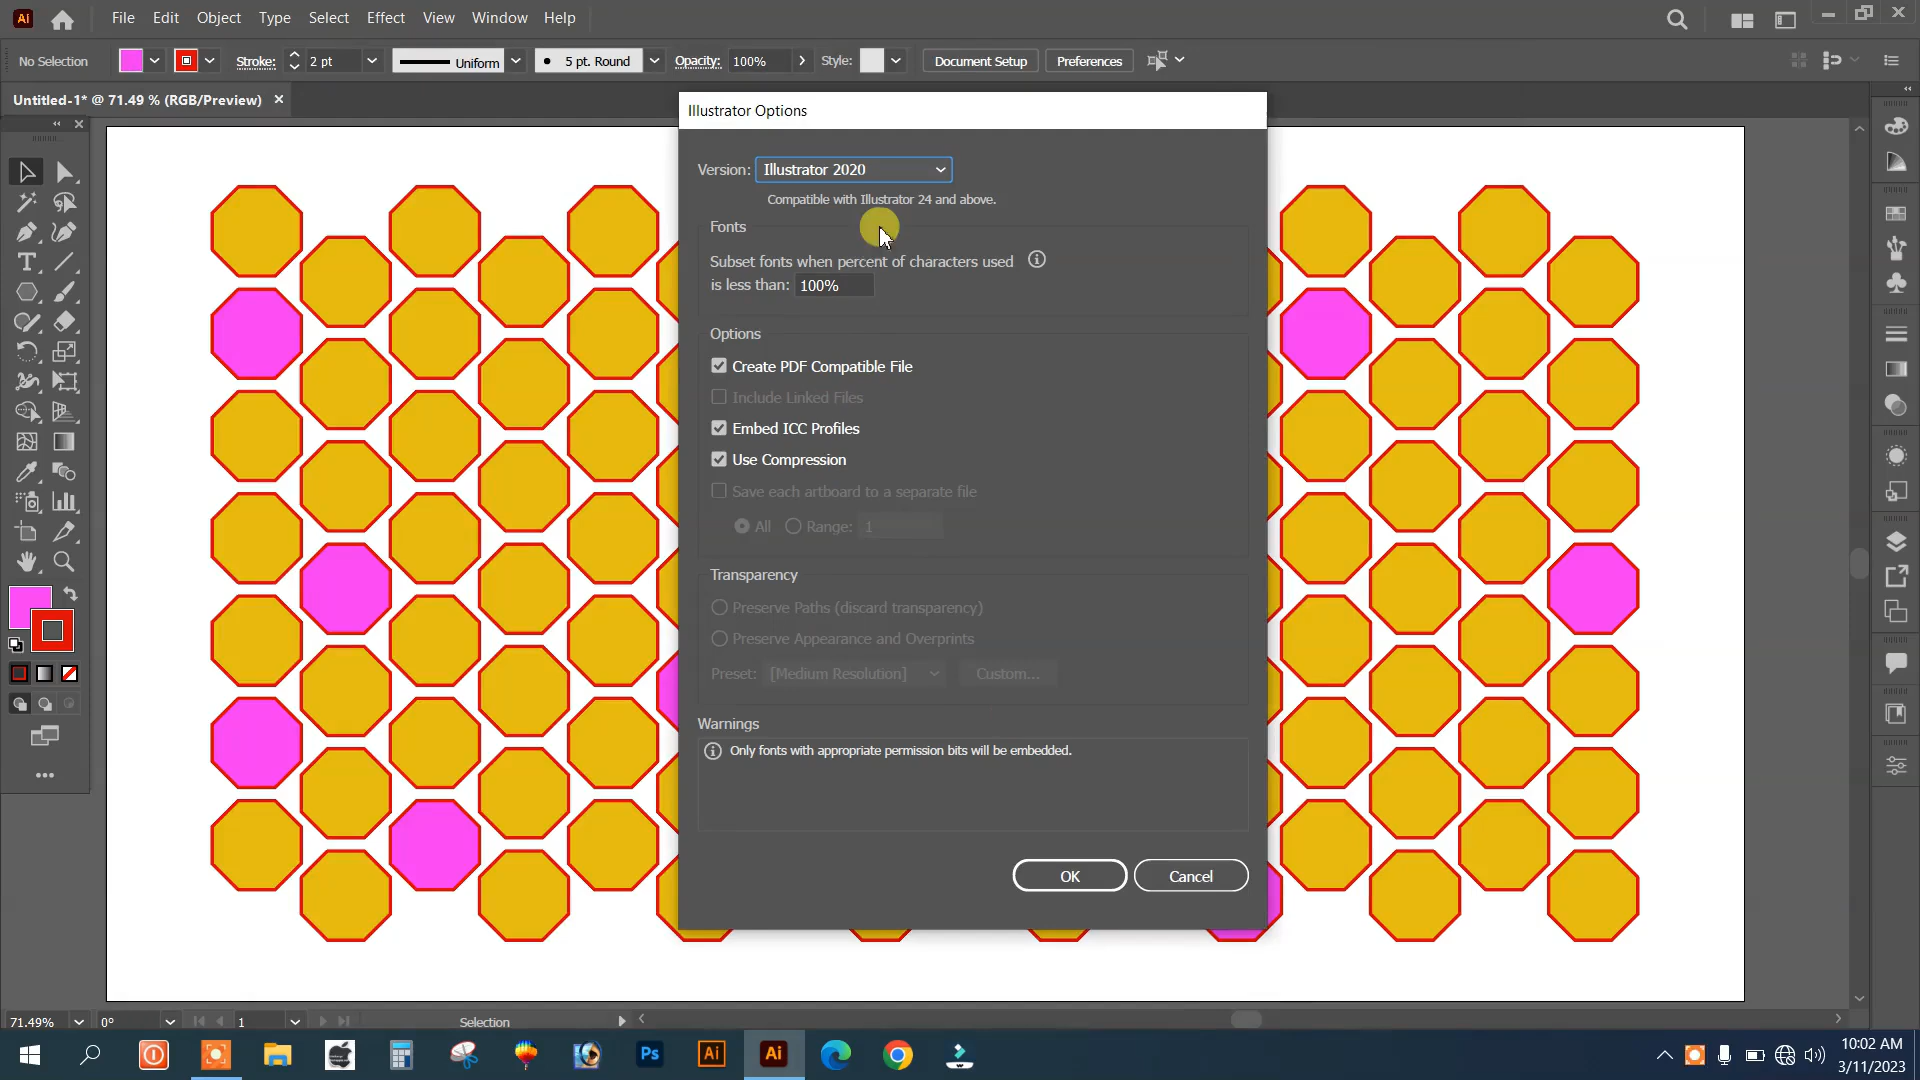 Ai File Edit Object Type Select Effect View Window Help
No Selection Stroke: 2 pt Uniform 5 pt. Round Opacity: 100% Style: Document Setup Preferences
Untitled-1* @ 71.49 % (RGB/Preview)
Illustrator Options
Version: Illustrator 2020
Compatible with Illustrator 24 and above.
Fonts
Subset fonts when percent of characters used
is less than: 100%
Options
Create PDF Compatible File
Include Linked Files
Embed ICC Profiles
Use Compression
Save each artboard to a separate file
All Range: 1
Transparency
Preserve Paths (discard transparency)
Preserve Appearance and Overprints
Preset: [Medium Resolution] Custom...
Warnings
Only fonts with appropriate permission bits will be embedded.
OK Cancel
71.49% 0° 1 Selection
Ps Ai Ai
10:02 AM
3/11/2023